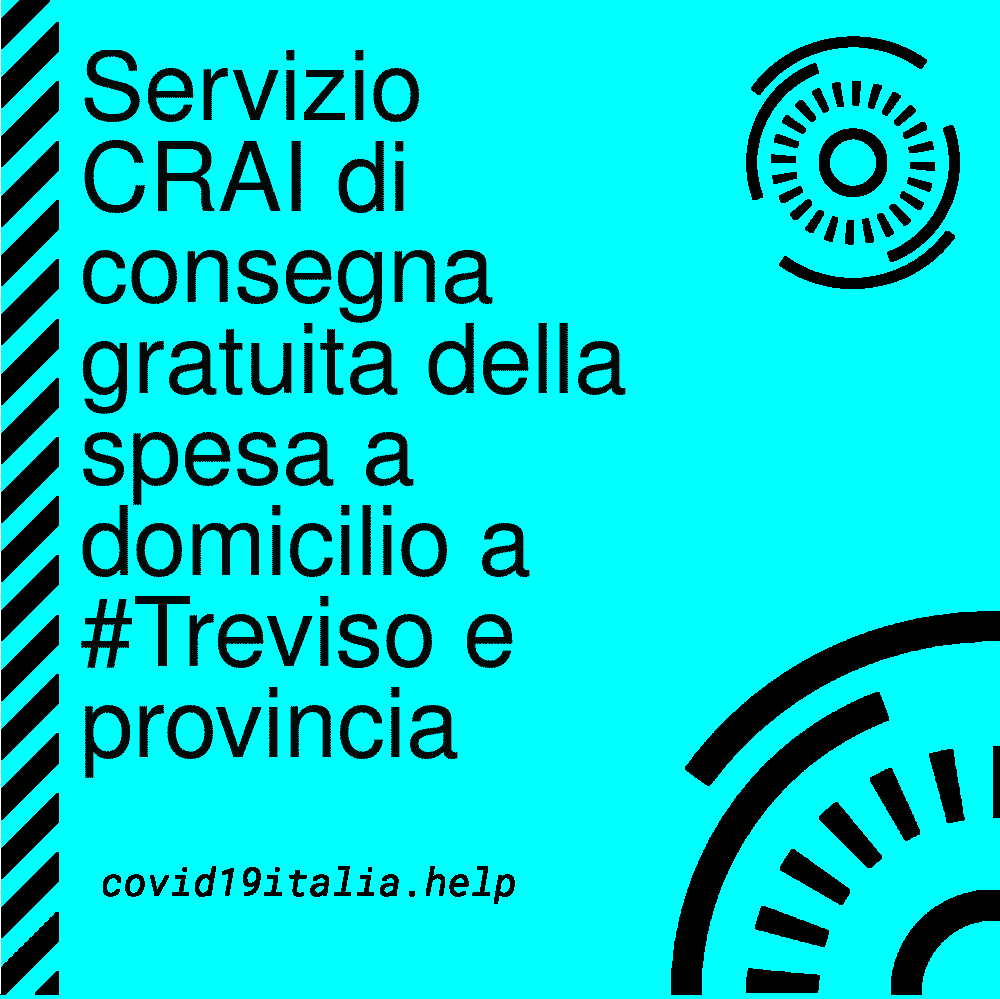 Servizio
CRAI di
consegna
gratuita della
spesa a
domicilio a
#Treviso e
provincia
covid19italia.help